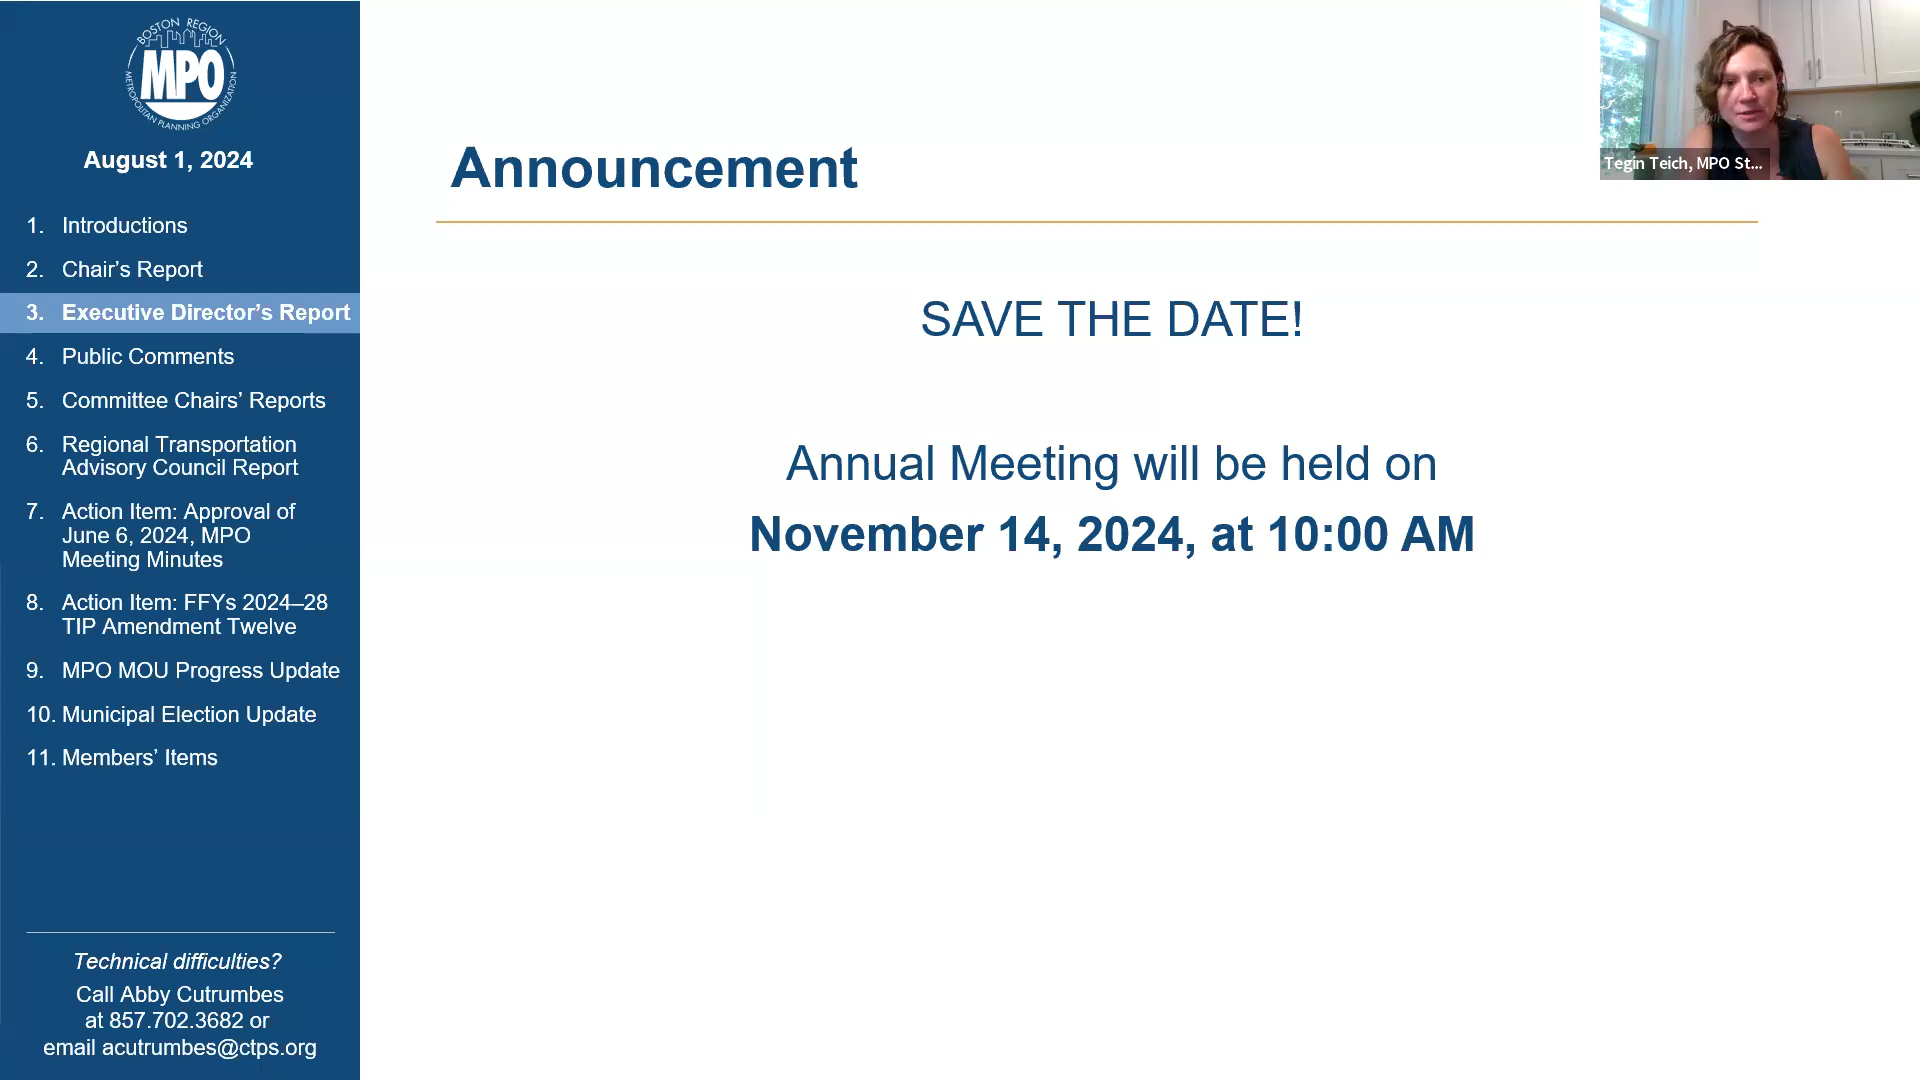 BOSTON REGION
MPO
METROPOLITAN PLANNING ORGANIZATION
August 1, 2024
1. Introductions
2. Chair’s Report
3. Executive Director’s Report
4. Public Comments
5. Committee Chairs’ Reports
6. Regional Transportation
Advisory Council Report
7. Action Item: Approval of
June 6, 2024, MPO
Meeting Minutes
8. Action Item: FFYs 2024–28
TIP Amendment Twelve
9. MPO MOU Progress Update
10. Municipal Election Update
11. Members’ Items
Technical difficulties?
Call Abby Cutrumbes
at 857.702.3682 or
email acutrumbes@ctps.org
Announcement
SAVE THE DATE!
Annual Meeting will be held on
November 14, 2024, at 10:00 AM
Tegin Teich, MPO St...